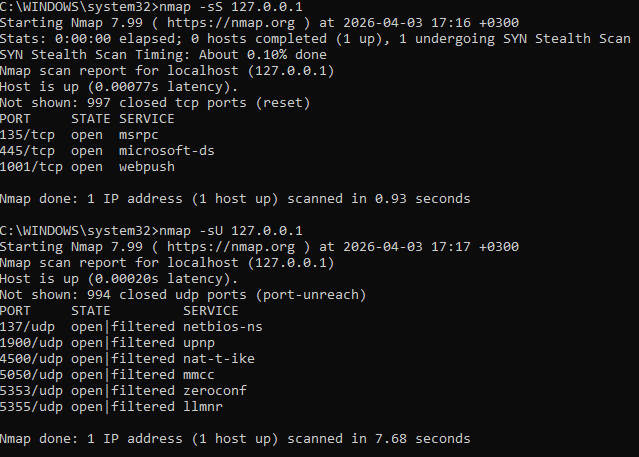 C:\WINDOWS\system32>nmap -sS 127.0.0.1
Starting Nmap 7.99 ( https://nmap.org ) at 2026-04-03 17:16 +0300
Stats: 0:00:00 elapsed; 0 hosts completed (1 up), 1 undergoing SYN Stealth Scan
SYN Stealth Scan Timing: About 0.10% done
Nmap scan report for localhost (127.0.0.1)
Host is up (0.00077s latency).
Not shown: 997 closed tcp ports (reset)
PORT     STATE SERVICE
135/tcp  open  msrpc
445/tcp  open  microsoft-ds
1001/tcp open  webpush
Nmap done: 1 IP address (1 host up) scanned in 0.93 seconds
C:\WINDOWS\system32>nmap -sU 127.0.0.1
Starting Nmap 7.99 ( https://nmap.org ) at 2026-04-03 17:17 +0300
Nmap scan report for localhost (127.0.0.1)
Host is up (0.00020s latency).
Not shown: 994 closed udp ports (port-unreach)
PORT     STATE         SERVICE
137/udp  open|filtered netbios-ns
1900/udp open|filtered upnp
4500/udp open|filtered nat-t-ike
5050/udp open|filtered mmcc
5353/udp open|filtered zeroconf
5355/udp open|filtered llmnr
Nmap done: 1 IP address (1 host up) scanned in 7.68 seconds